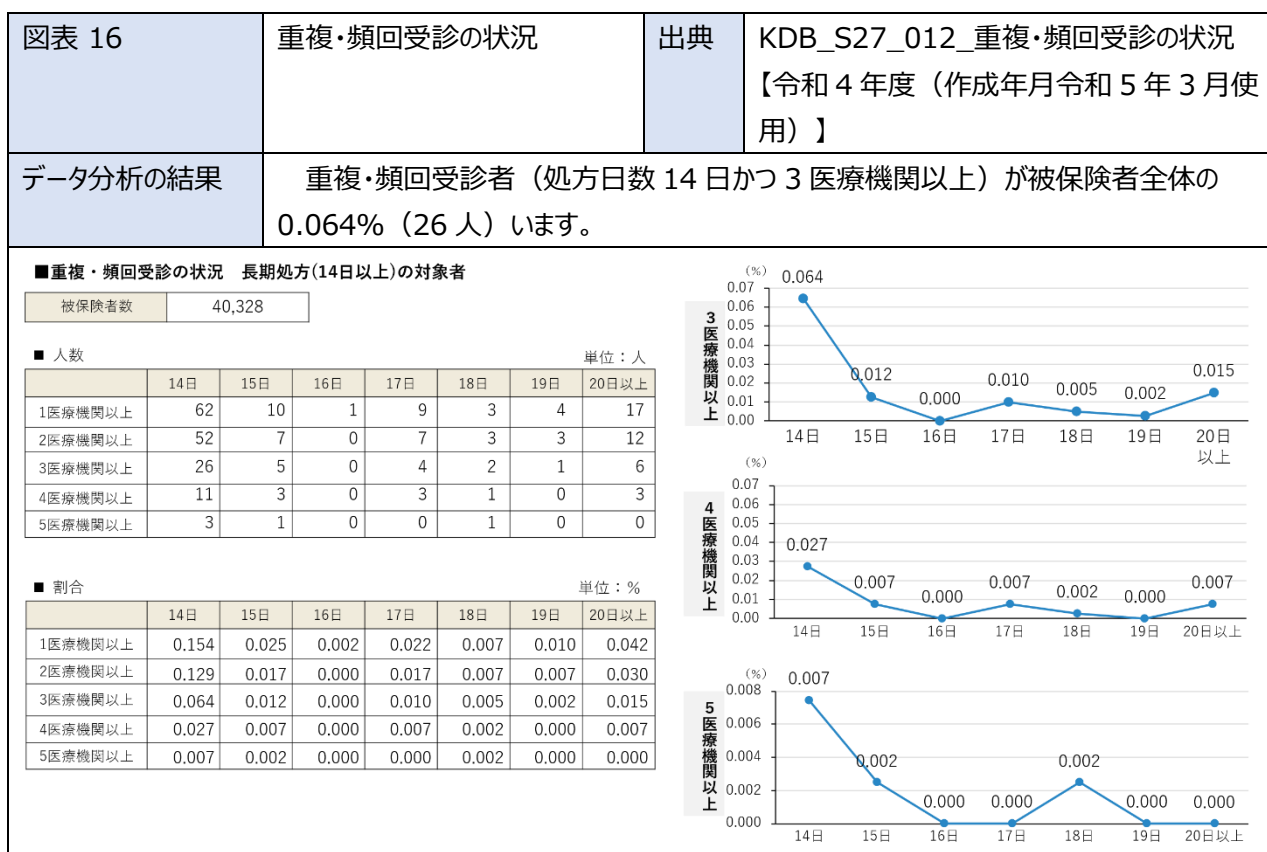 図表 16
重複・頻回受診の状況
出典
KDB_S27_012_重複・頻回受診の状況
【令和 4 年度（作成年月令和 5 年 3 月使
用）】
データ分析の結果
重複・頻回受診者（処方日数 14 日かつ 3 医療機関以上）が被保険者全体の
0.064%（26 人）います。
■重複・頻回受診の状況　長期処方(14日以上)の対象者
被保険者数 40,328
■ 人数 単位：人
14日 15日 16日 17日 18日 19日 20日以上
1医療機関以上 62 10 1 9 3 4 17
2医療機関以上 52 7 0 7 3 3 12
3医療機関以上 26 5 0 4 2 1 6
4医療機関以上 11 3 0 3 1 0 3
5医療機関以上 3 1 0 0 1 0 0
■ 割合 単位：%
14日 15日 16日 17日 18日 19日 20日以上
1医療機関以上 0.154 0.025 0.002 0.022 0.007 0.010 0.042
2医療機関以上 0.129 0.017 0.000 0.017 0.007 0.007 0.030
3医療機関以上 0.064 0.012 0.000 0.010 0.005 0.002 0.015
4医療機関以上 0.027 0.007 0.000 0.007 0.002 0.000 0.007
5医療機関以上 0.007 0.002 0.000 0.000 0.002 0.000 0.000
3医療機関以上
(%)
0.07
0.06
0.05
0.04
0.03
0.02
0.01
0.00
0.064 0.012 0.000 0.010 0.005 0.002 0.015
14日 15日 16日 17日 18日 19日 20日
以上
4医療機関以上
(%)
0.07
0.06
0.05
0.04
0.03
0.02
0.01
0.00
0.027 0.007 0.000 0.007 0.002 0.000 0.007
14日 15日 16日 17日 18日 19日 20日以上
5医療機関以上
(%)
0.008
0.006
0.004
0.002
0.000
0.007 0.002 0.000 0.000 0.002 0.000 0.000
14日 15日 16日 17日 18日 19日 20日以上